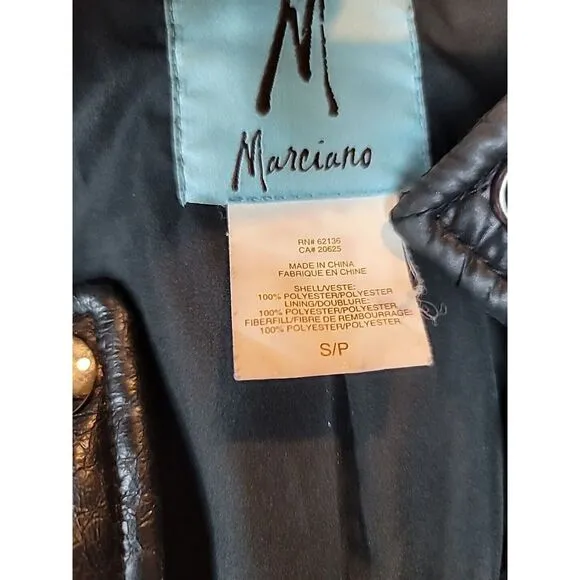 M
Marciano
RN# 62136
CA# 20625
MADE IN CHINA
FABRIQUE EN CHINE
SHELL/VESTE:
100% POLYESTER/POLYESTER
LINING/DOUBLURE:
100% POLYESTER/POLYESTER
FIBERFILL/FIBRE DE REMBOURRAGE:
100% POLYESTER/POLYESTER
S/P